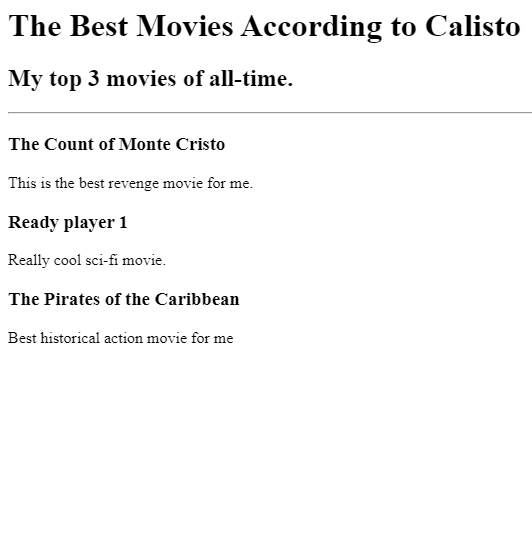 The Best Movies According to Calisto
My top 3 movies of all-time.
The Count of Monte Cristo
This is the best revenge movie for me.
Ready player 1
Really cool sci-fi movie.
The Pirates of the Caribbean
Best historical action movie for me